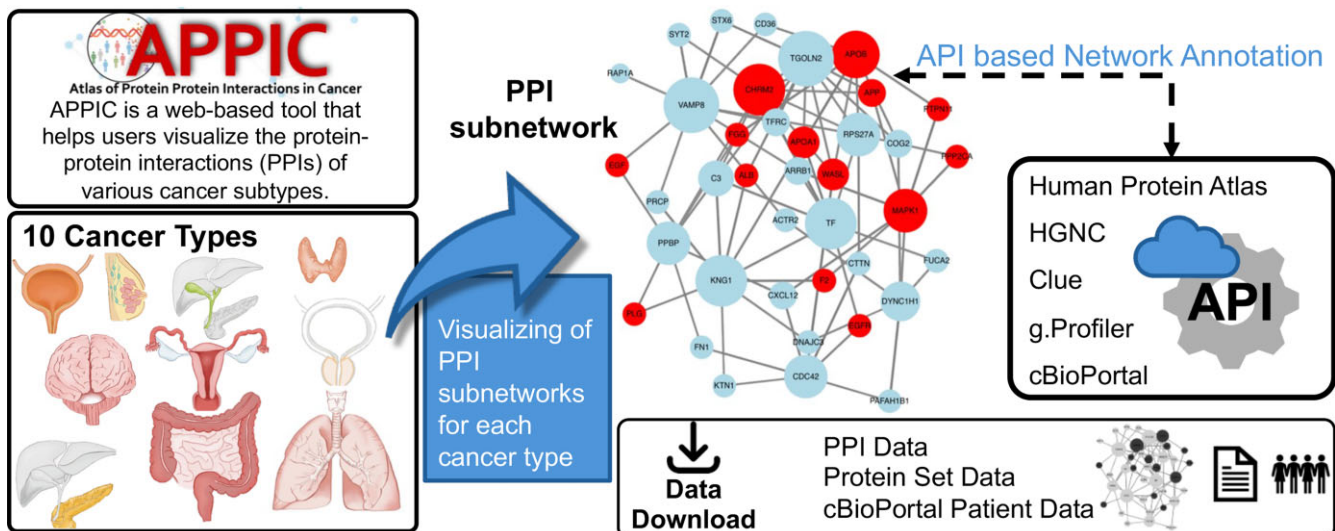 APPIC
Atlas of Protein Protein Interactions in Cancer
APPIC is a web-based tool that
helps users visualize the protein-
protein interactions (PPIs) of
various cancer subtypes.
10 Cancer Types
Visualizing of
PPI
subnetworks
for each
cancer type
PPI
subnetwork
STX6
CD36
SYT2
TGOLN2
APOB
RAP1A
CHRM2
APP
VAMP8
PTPN11
TFRC
FGG
RPS27A
APOA1
COG2
PPP2CA
EGF
C3
ALB
ARRB1
WASL
PRCP
MAPK1
ACTR2
TF
PPBP
CTTN
FUCA2
KNG1
F2
CXCL12
DYNC1H1
PLG
EGFR
FN1
DNAJC3
CDC42
KTN1
PAFAH1B1
API based Network Annotation
Human Protein Atlas
HGNC
Clue
g.Profiler
cBioPortal
API
Data
Download
PPI Data
Protein Set Data
cBioPortal Patient Data